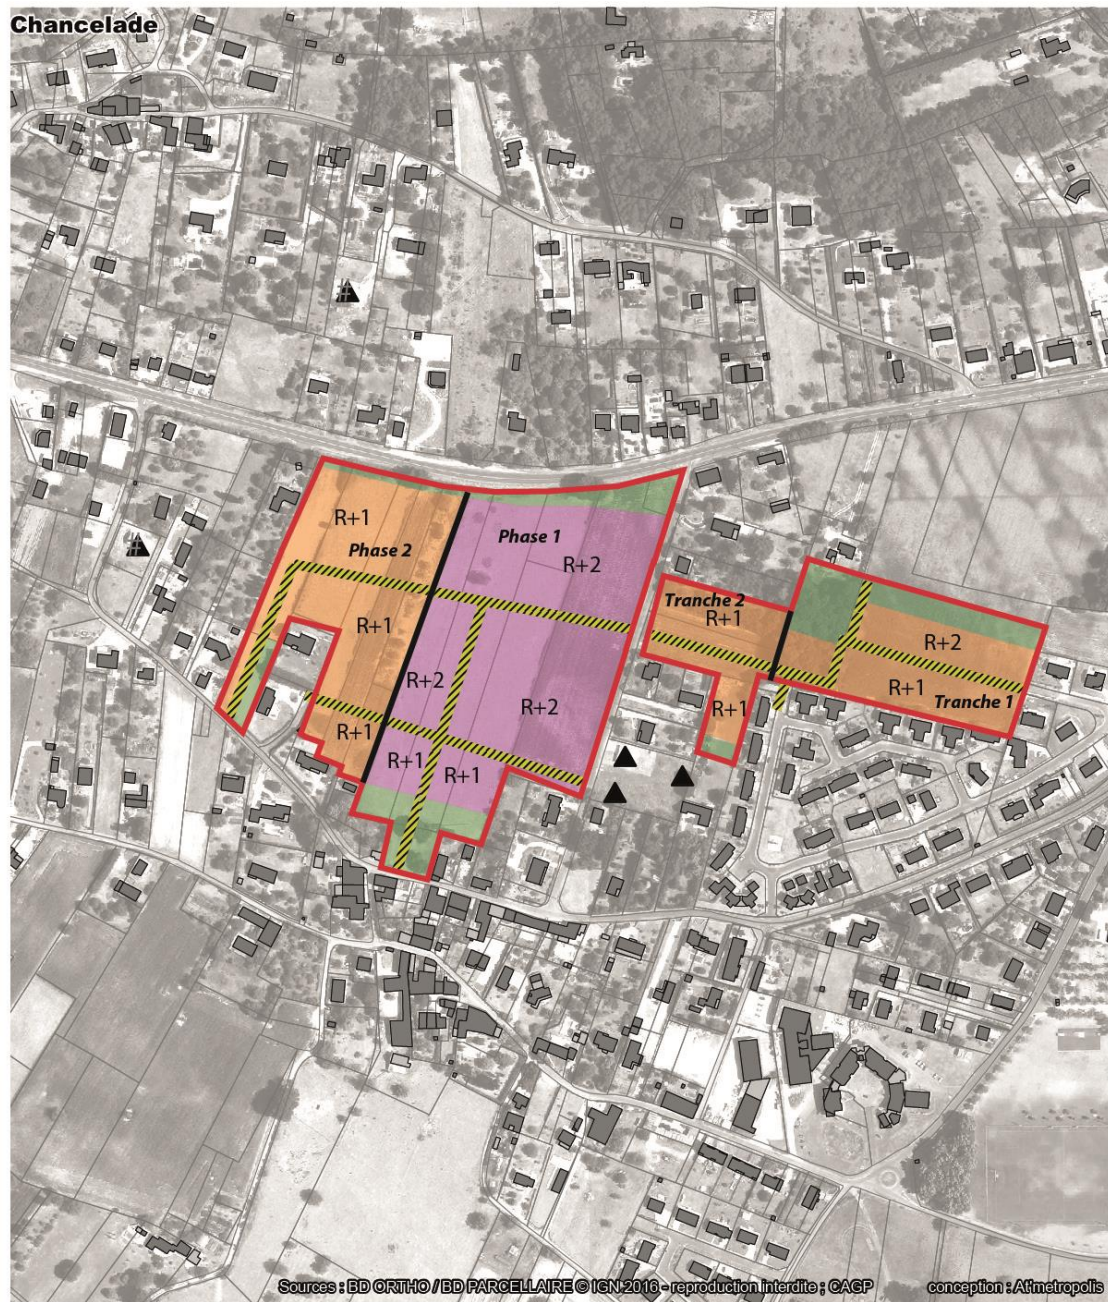 Chancelade
R+1
Phase 2
Phase 1
R+2
Tranche 2
R+1
R+1
R+2
R+2
R+1
R+2
Tranche 1
R+1
R+1
R+1
R+1
Sources : BD ORTHO / BD PARCELLAIRE © IGN 2016 - reproduction interdite ; CAGP
conception : At'metropolis